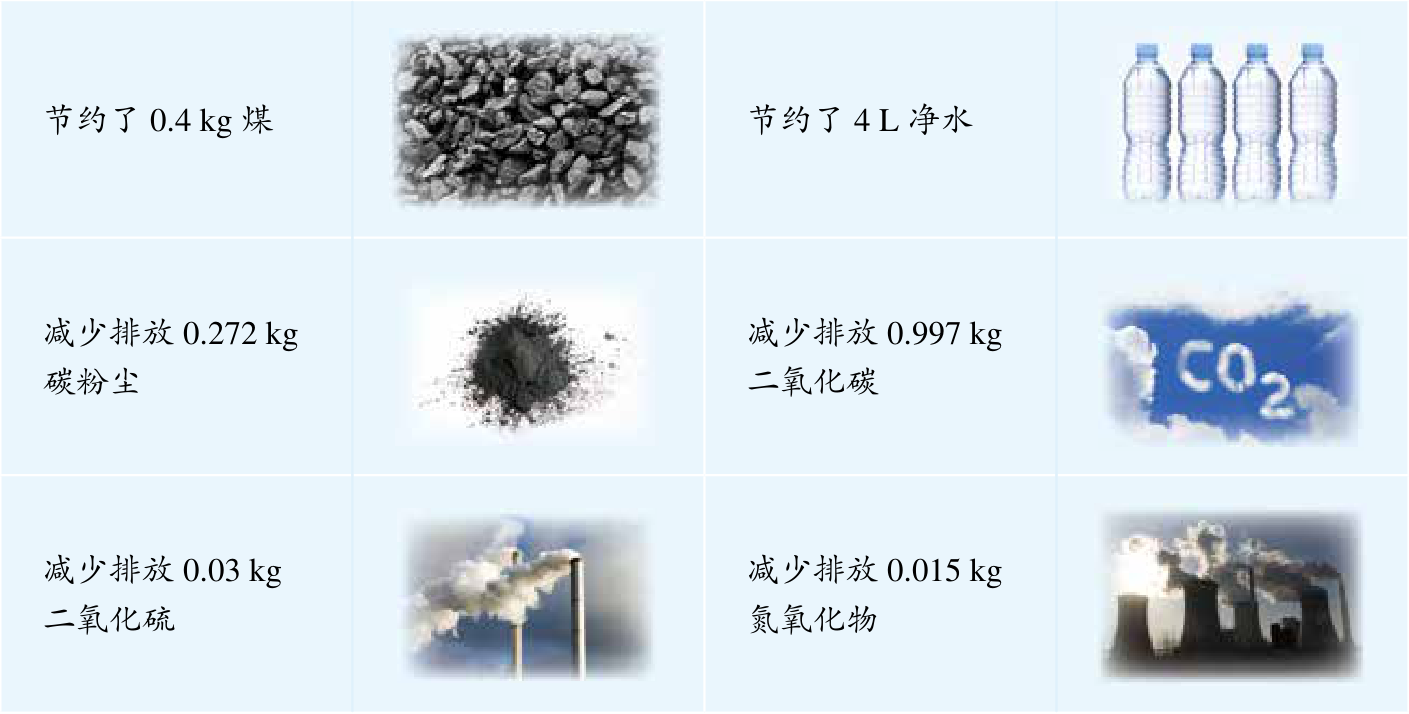 节约了 0.4 kg 煤
节约了 4 L 净水
减少排放 0.272 kg
碳粉尘
减少排放 0.997 kg
二氧化碳
CO2
减少排放 0.03 kg
二氧化硫
减少排放 0.015 kg
氮氧化物